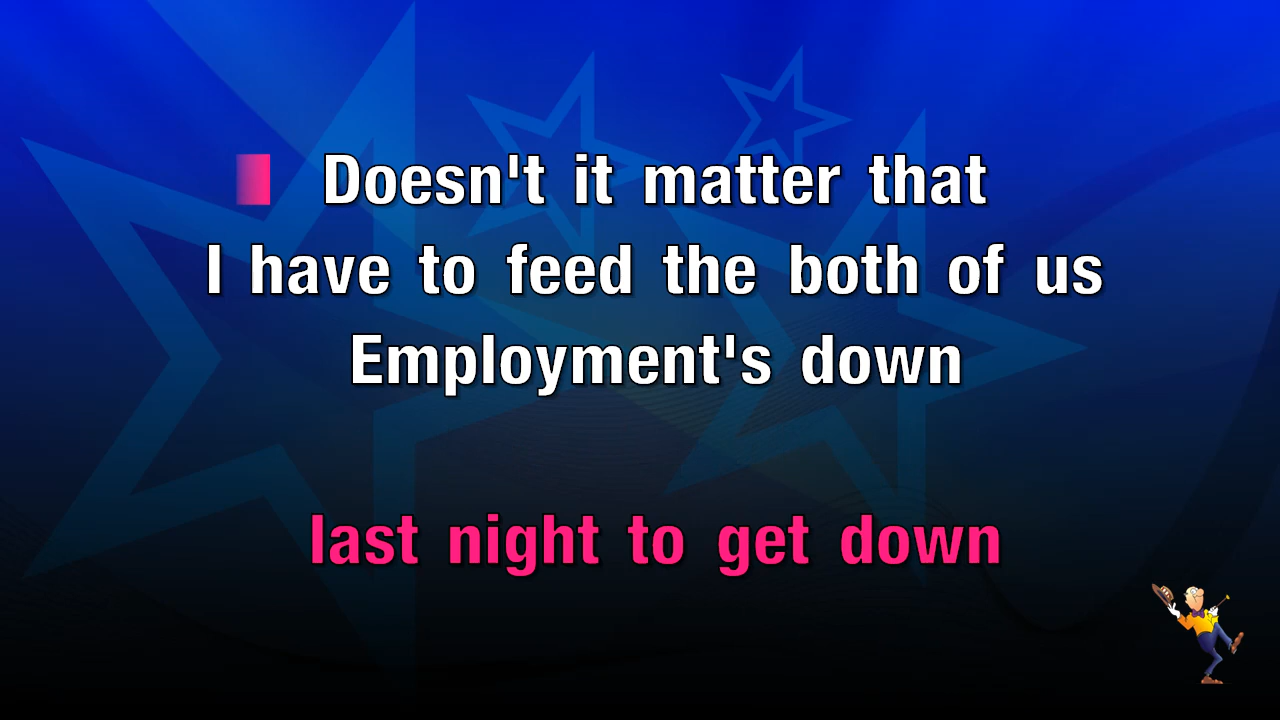 Doesn't it matter that
I have to feed the both of us
Employment's down
last night to get down